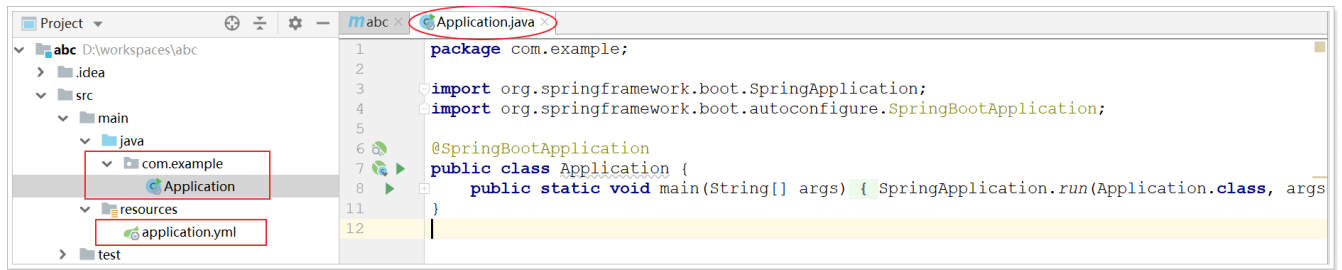 Project
abc D:\workspaces\abc
.idea
src
main
java
com.example
Application
resources
application.yml
test
m abc
Application.java
1 package com.example;
2
3 import org.springframework.boot.SpringApplication;
4 import org.springframework.boot.autoconfigure.SpringBootApplication;
5
6 @SpringBootApplication
7 public class Application {
8 public static void main(String[] args) { SpringApplication.run(Application.class, args
11 }
12